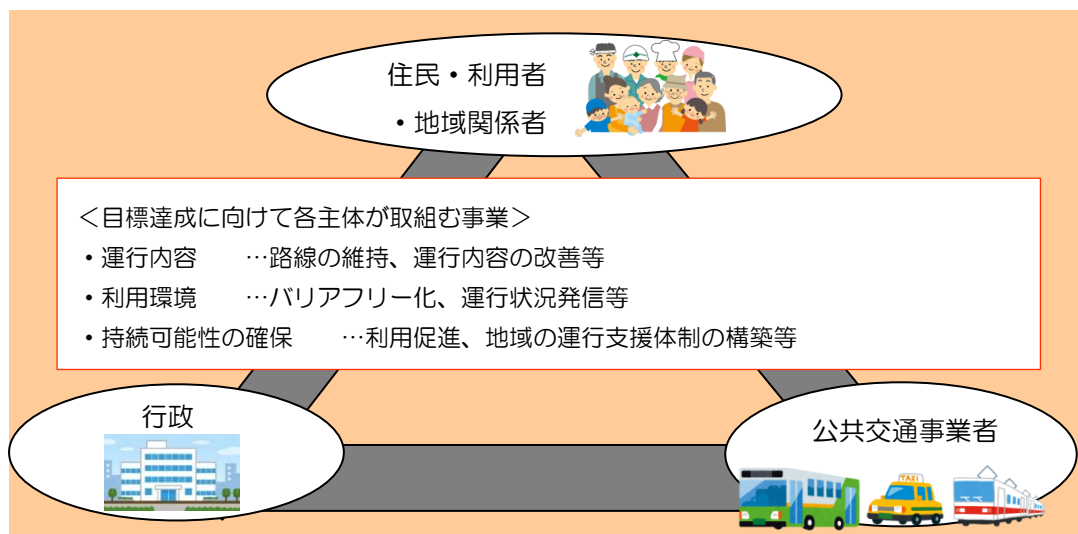 住民・利用者
・地域関係者
＜目標達成に向けて各主体が取組む事業＞
・運行内容　　…路線の維持、運行内容の改善等
・利用環境　　…バリアフリー化、運行状況発信等
・持続可能性の確保　　…利用促進、地域の運行支援体制の構築等
行政
公共交通事業者
TAXI